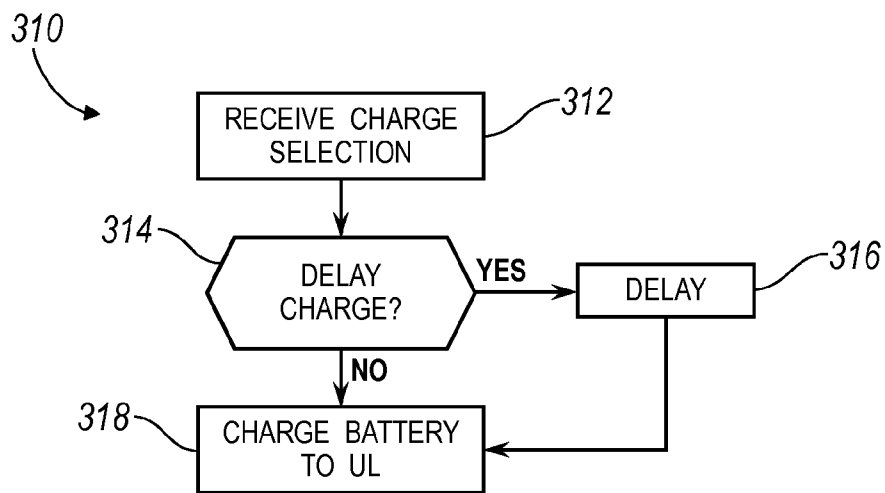 310
RECEIVE CHARGE
SELECTION
312
314
DELAY
CHARGE?
YES
DELAY
316
NO
318
CHARGE BATTERY
TO UL